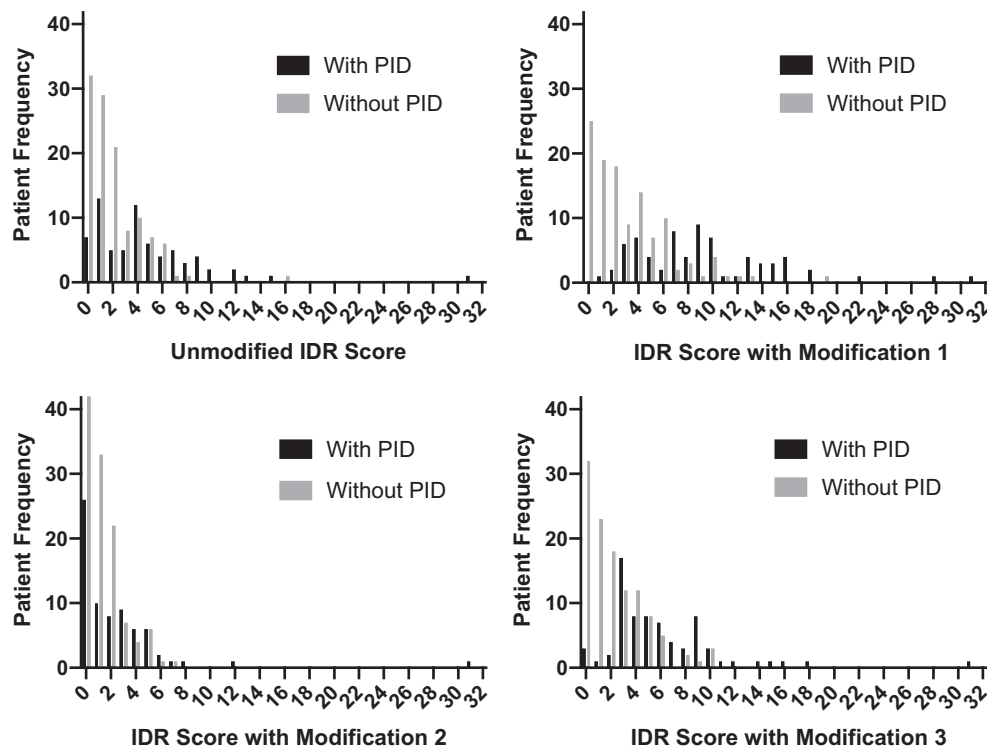 40
30
20
10
0
Patient Frequency
With PID
Without PID
0 2 4 6 8 10 12 14 16 18 20 22 24 26 28 30 32
Unmodified IDR Score
40
30
20
10
0
Patient Frequency
With PID
Without PID
0 2 4 6 8 10 12 14 16 18 20 22 24 26 28 30 32
IDR Score with Modification 1
40
30
20
10
0
Patient Frequency
With PID
Without PID
0 2 4 6 8 10 12 14 16 18 20 22 24 26 28 30 32
IDR Score with Modification 2
40
30
20
10
0
Patient Frequency
With PID
Without PID
0 2 4 6 8 10 12 14 16 18 20 22 24 26 28 30 32
IDR Score with Modification 3